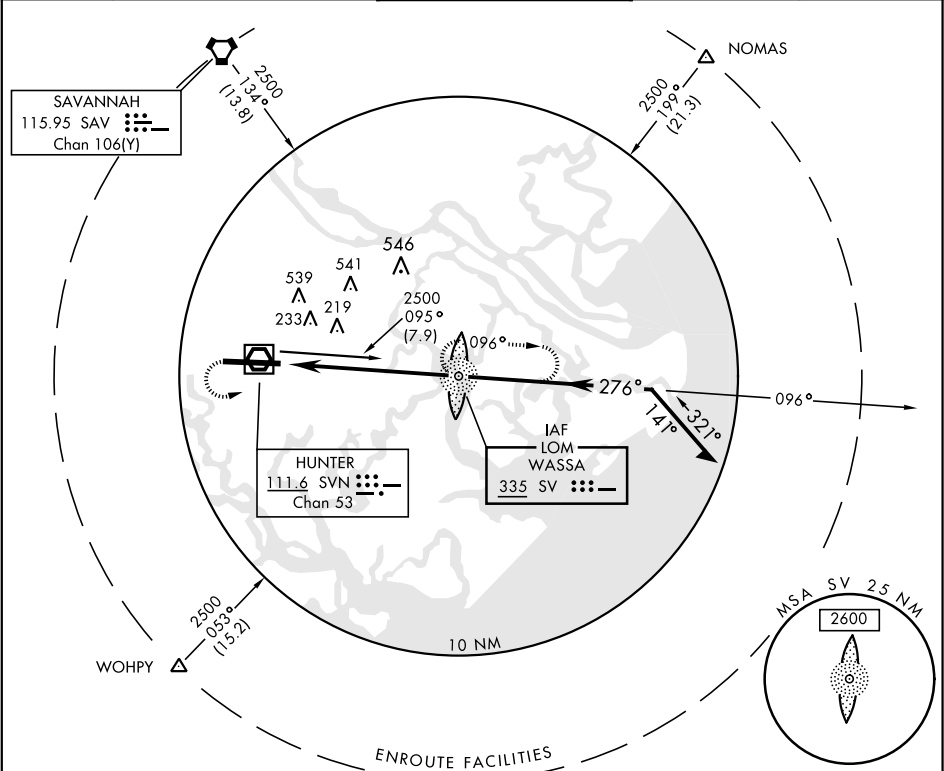 NOMAS
2500
134°
(13.8)
2500
199°
(21.3)
SAVANNAH
115.95 SAV
Chan 106(Y)
546
541
539
219
233
2500
095°
(7.9)
096°
276°
096°
141°
321°
IAF
LOM
WASSA
335 SV
HUNTER
111.6 SVN
Chan 53
2500
053°
(15.2)
WOHPY
10 NM
MSA SV 25 NM
2600
ENROUTE FACILITIES